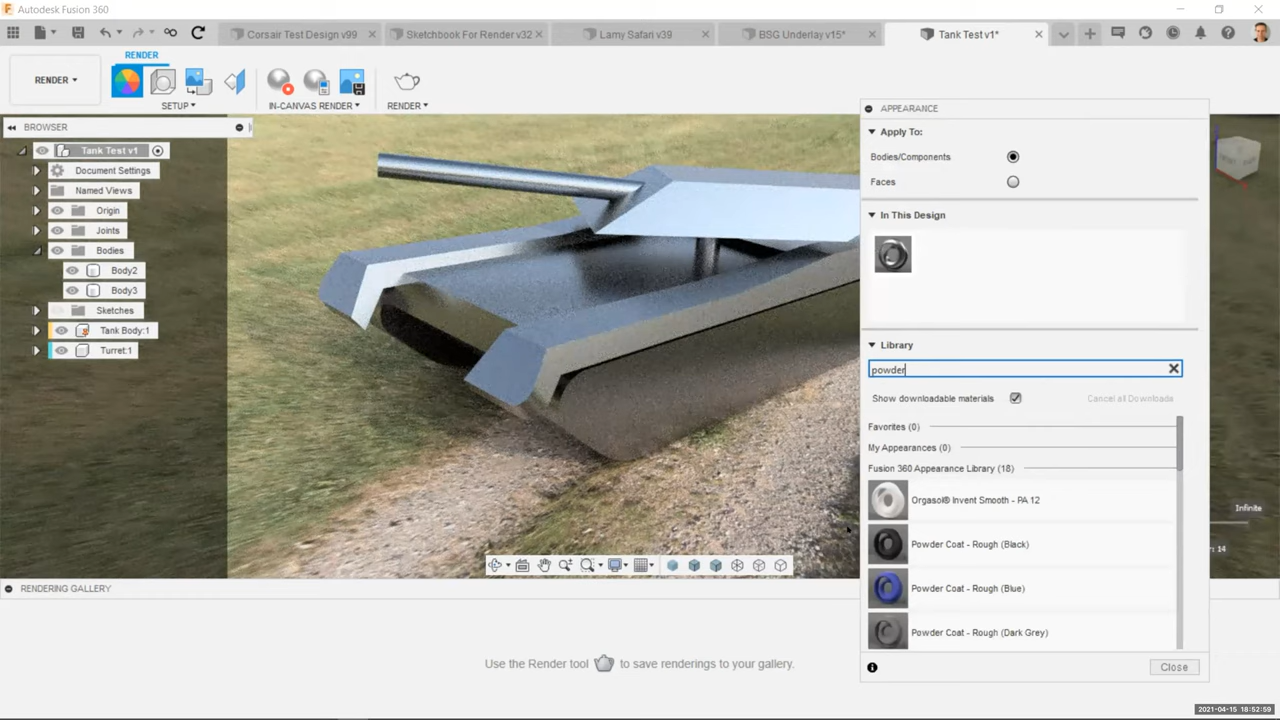 Autodesk Fusion 360
Corsair Test Design v99
Sketchbook For Render v32
Lamy Safari v39
BSG Underlay v15*
Tank Test v1*
RENDER
RENDER
SETUP
IN-CANVAS RENDER
RENDER
BROWSER
Tank Test v1
Document Settings
Named Views
Origin
Joints
Bodies
Body2
Body3
Sketches
Tank Body:1
Turret:1
APPEARANCE
Apply To:
Bodies/Components
Faces
In This Design
Library
powder
Show downloadable materials
Cancel all Downloads
Favorites (0)
My Appearances (0)
Fusion 360 Appearance Library (18)
Orgasol® Invent Smooth - PA 12
Powder Coat - Rough (Black)
Powder Coat - Rough (Blue)
Powder Coat - Rough (Dark Grey)
Close
Infinite
14
RENDERING GALLERY
Use the Render tool to save renderings to your gallery.
2021-04-15 18:52:59